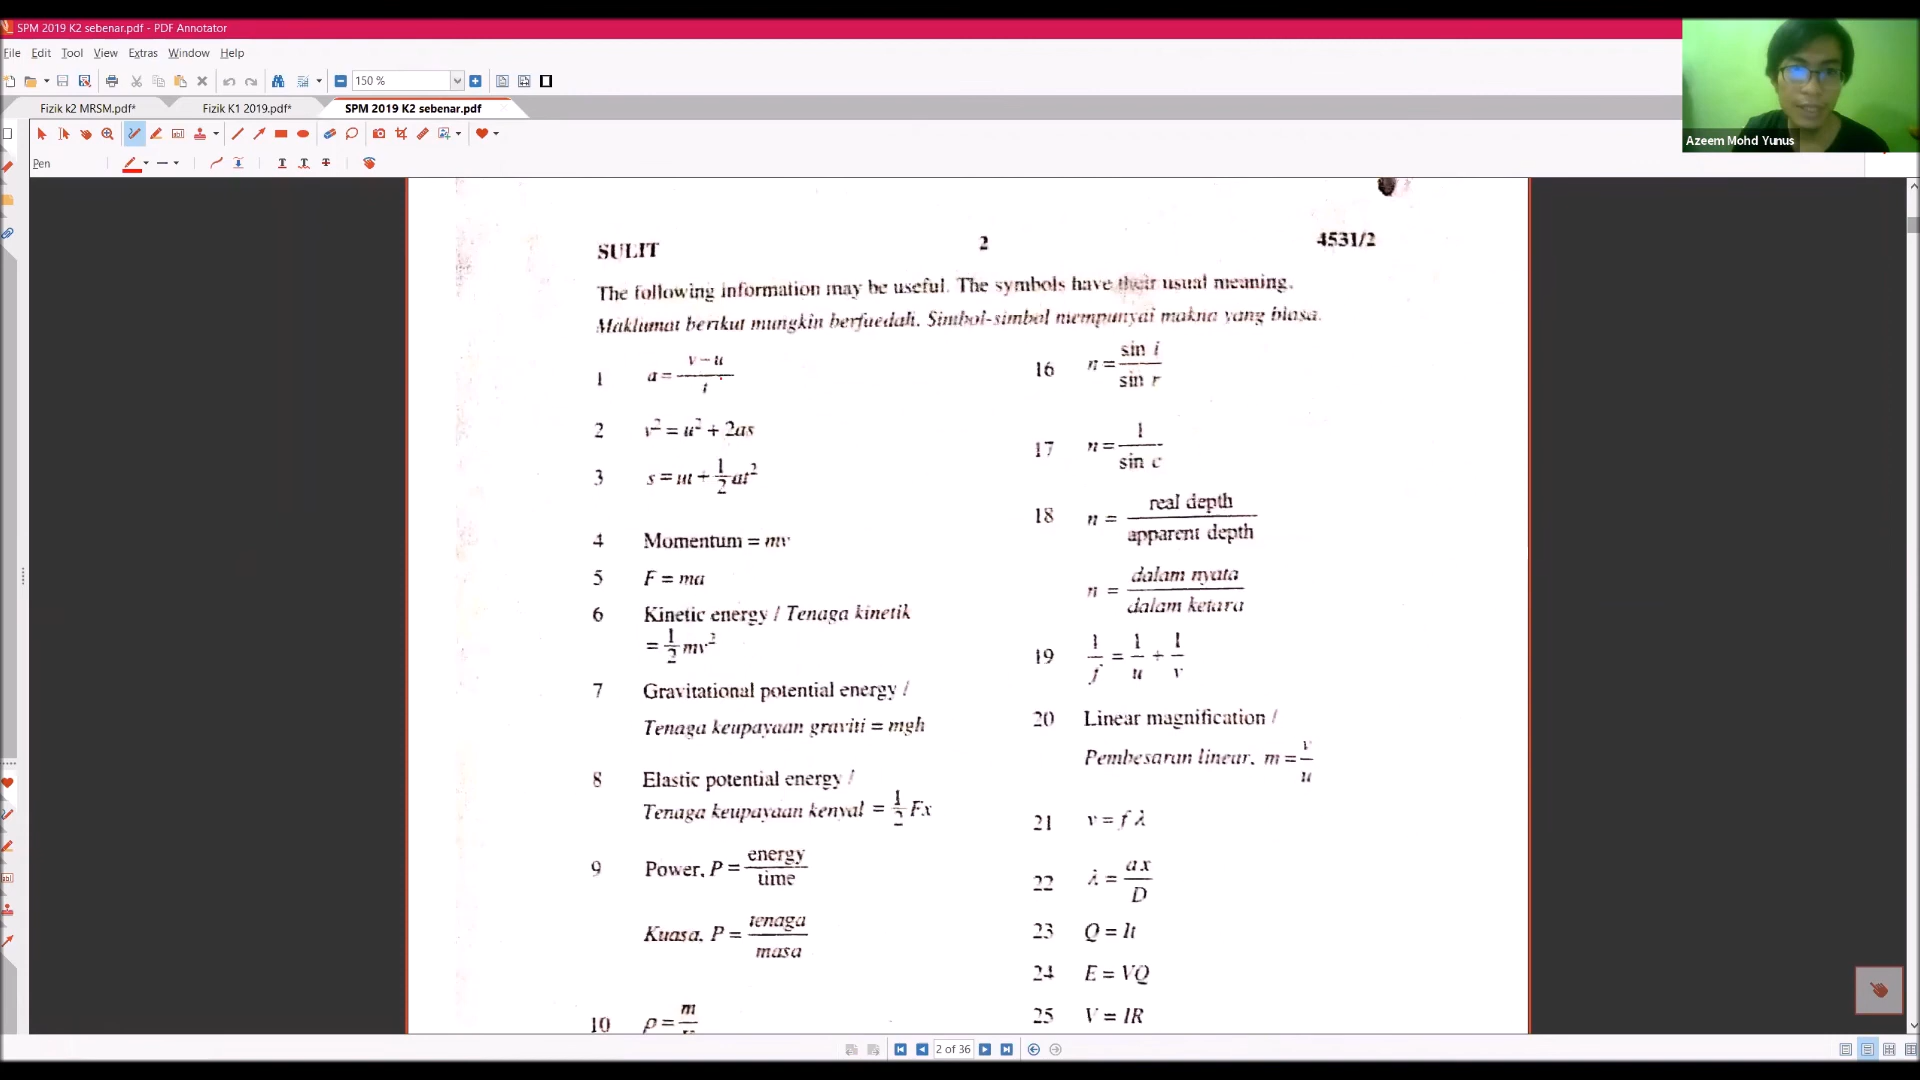 SPM 2019 K2 sebenar.pdf - PDF Annotator
File Edit Tool View Extras Window Help
150 %
Fizik k2 MRSM.pdf* Fizik K1 2019.pdf* SPM 2019 K2 sebenar.pdf
Pen
Azeem Mohd Yunus
SULIT 2 4531/2
The following information may be useful. The symbols have their usual meaning.
Maklumat berikut mungkin berfaedah. Simbol-simbol mempunyai makna yang biasa.
1 a = (v – u)/t
2 v² = u² + 2as
3 s = ut + ½ at²
4 Momentum = mv
5 F = ma
6 Kinetic energy / Tenaga kinetik
= ½ mv²
7 Gravitational potential energy /
Tenaga keupayaan graviti = mgh
8 Elastic potential energy /
Tenaga keupayaan kenyal = ½ Fx
9 Power, P = energy/time
Kuasa, P = tenaga/masa
10 ρ = m/V
16 n = sin i/sin r
17 n = 1/sin c
18 n = real depth/apparent depth
n = dalam nyata/dalam ketara
19 1/f = 1/u + 1/v
20 Linear magnification /
Pembesaran linear, m = v/u
21 v = f λ
22 λ = ax/D
23 Q = It
24 E = VQ
25 V = IR
2 of 36